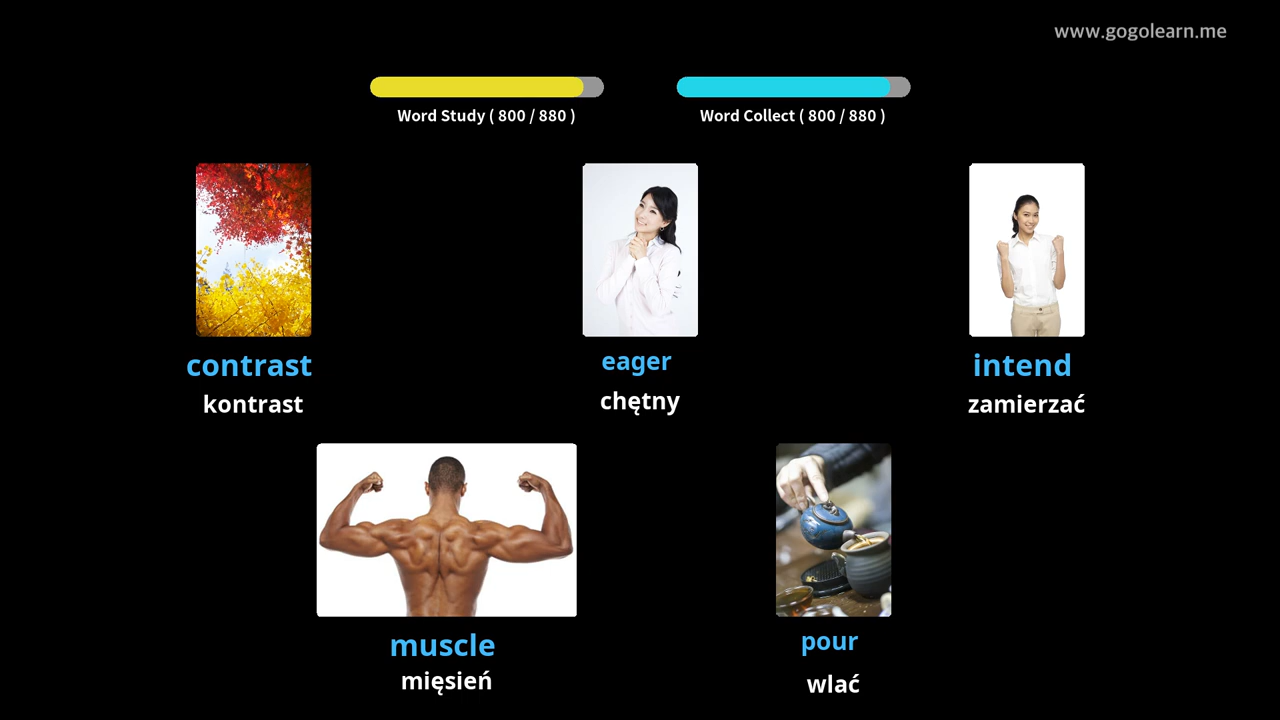 www.gogolearn.me
Word Study ( 800 / 880 )
Word Collect ( 800 / 880 )
contrast
kontrast
eager
chętny
intend
zamierzać
muscle
mięsień
pour
wlać